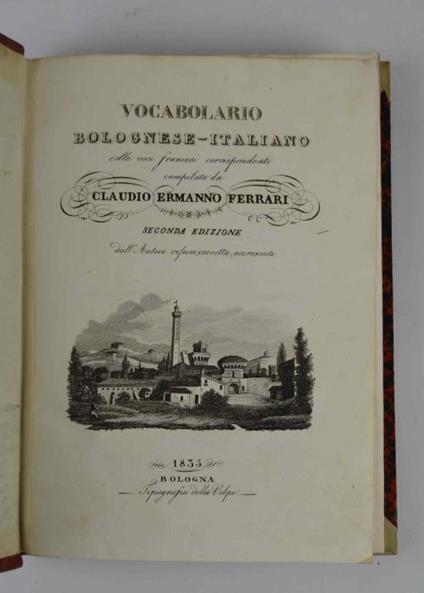 VOCABOLARIO
BOLOGNESE-ITALIANO
colle voci francesi corrispondenti
compilato da
CLAUDIO ERMANNO FERRARI
SECONDA EDIZIONE
dall'Autore rifusa, corretta, accresciuta
1835
BOLOGNA
Tipografia della Volpe